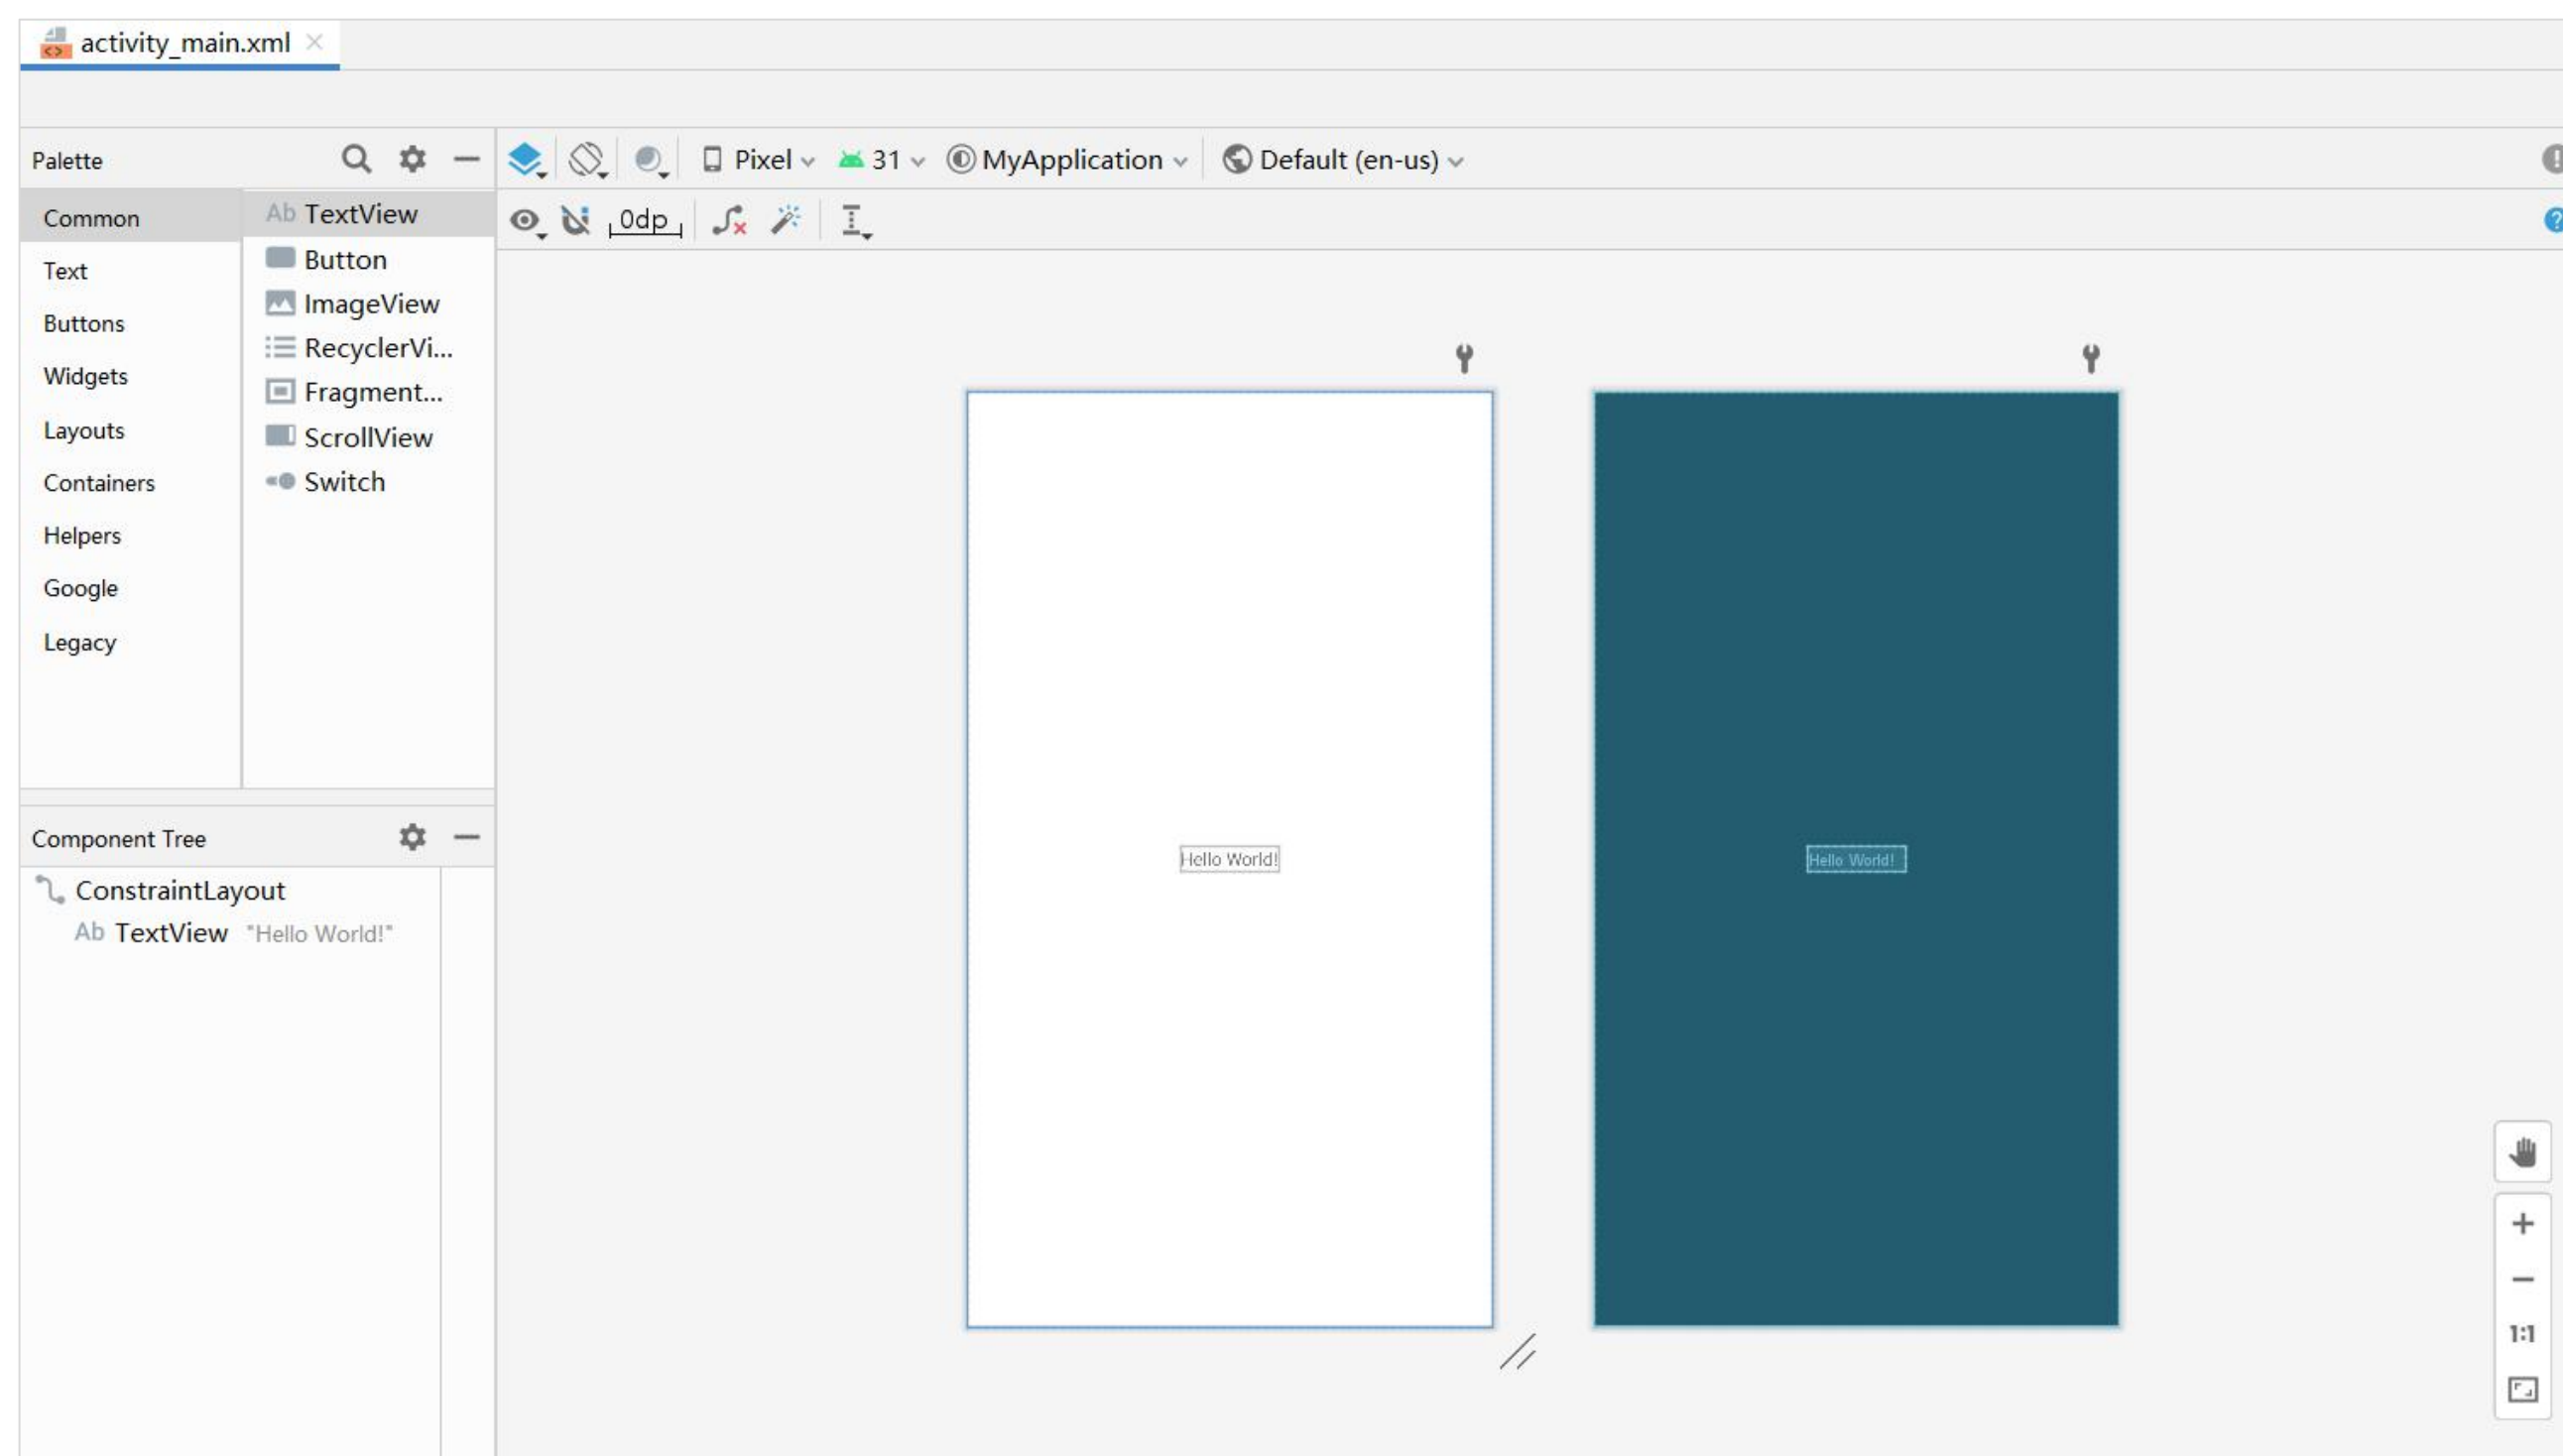 activity_main.xml
Palette
Pixel 31 MyApplication Default (en-us)
Common
Text
Buttons
Widgets
Layouts
Containers
Helpers
Google
Legacy
Ab TextView
Button
ImageView
RecyclerVi...
Fragment...
ScrollView
Switch
0dp
Component Tree
ConstraintLayout
Ab TextView "Hello World!"
Hello World!
Hello World!
1:1